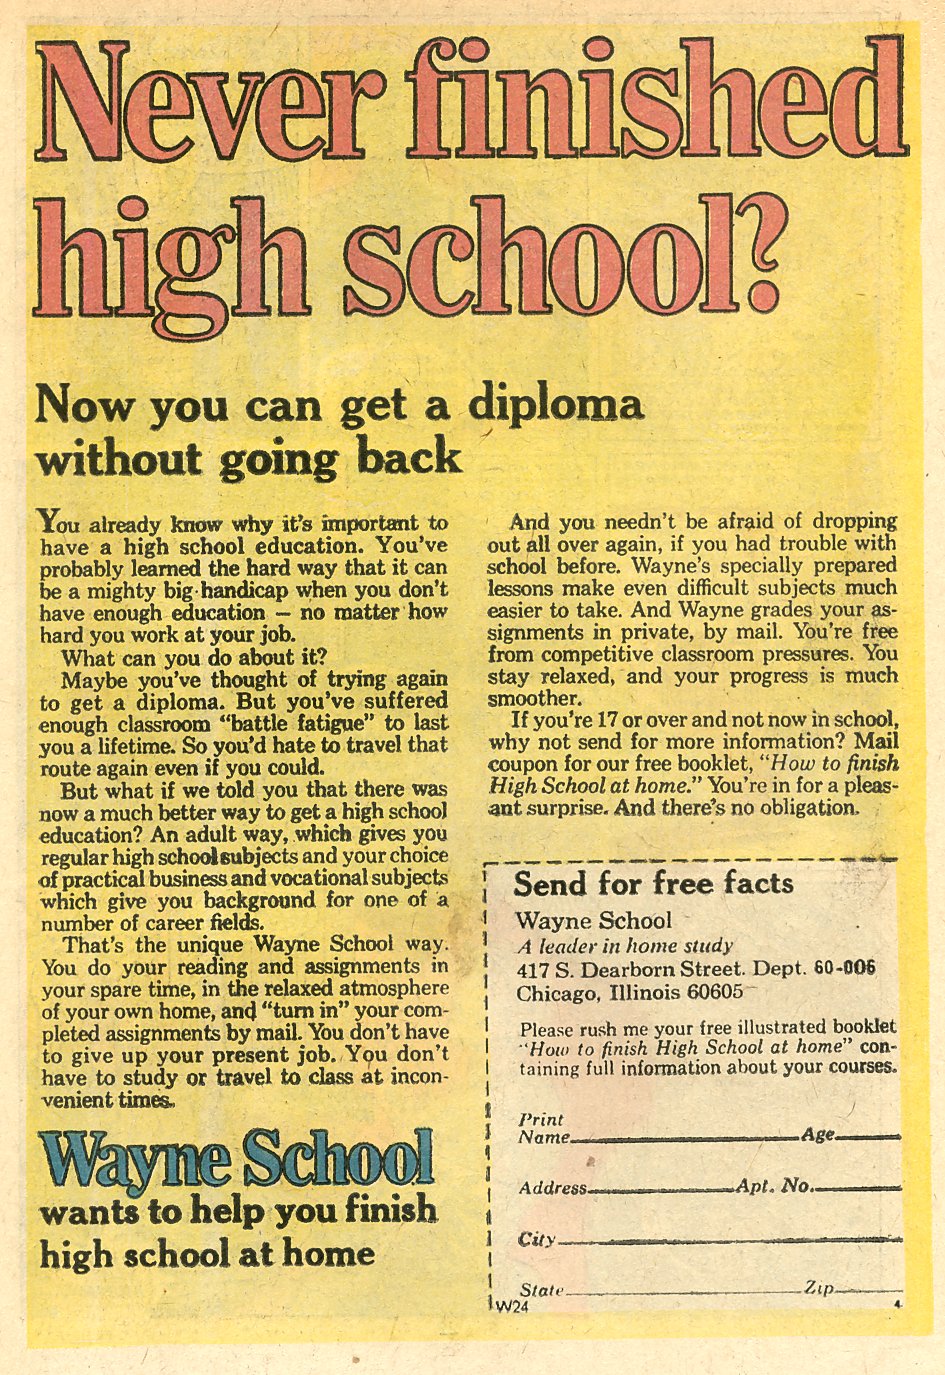 Never finished
high school?
Now you can get a diploma
without going back
You already know why it's important to
have a high school education. You've
probably learned the hard way that it can
be a mighty big handicap when you don't
have enough education — no matter how
hard you work at your job.
What can you do about it?
Maybe you've thought of trying again
to get a diploma. But you've suffered
enough classroom "battle fatigue" to last
you a lifetime. So you'd hate to travel that
route again even if you could.
But what if we told you that there was
now a much better way to get a high school
education? An adult way, which gives you
regular high school subjects and your choice
of practical business and vocational subjects
which give you background for one of a
number of career fields.
That's the unique Wayne School way.
You do your reading and assignments in
your spare time, in the relaxed atmosphere
of your own home, and "turn in" your com-
pleted assignments by mail. You don't have
to give up your present job. You don't
have to study or travel to class at incon-
venient times.
Wayne School
wants to help you finish
high school at home
And you needn't be afraid of dropping
out all over again, if you had trouble with
school before. Wayne's specially prepared
lessons make even difficult subjects much
easier to take. And Wayne grades your as-
signments in private, by mail. You're free
from competitive classroom pressures. You
stay relaxed, and your progress is much
smoother.
If you're 17 or over and not now in school,
why not send for more information? Mail
coupon for our free booklet, "How to finish
High School at home." You're in for a pleas-
ant surprise. And there's no obligation.
Send for free facts
Wayne School
A leader in home study
417 S. Dearborn Street. Dept. 60-006
Chicago, Illinois 60605
Please rush me your free illustrated booklet
"How to finish High School at home" con-
taining full information about your courses.
Print
Name Age
Address Apt. No.
City
State Zip
W24 4